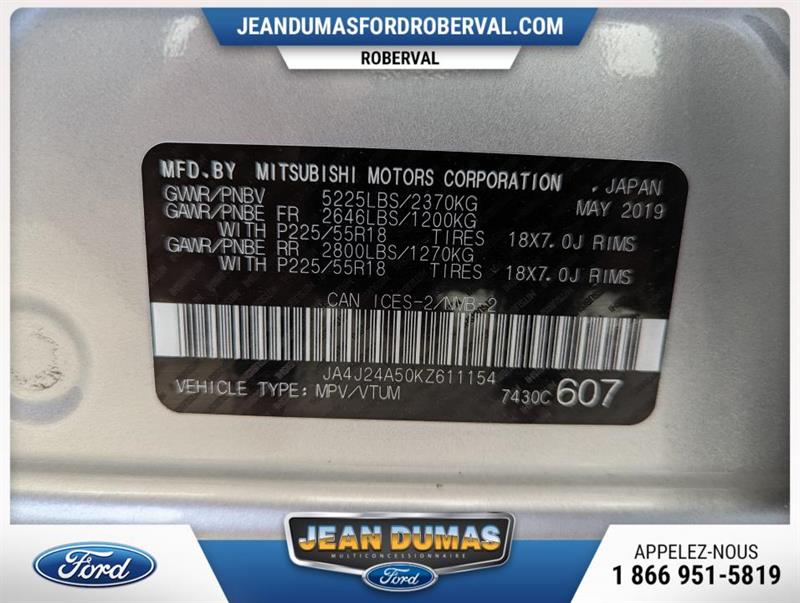 JEANDUMASFORDROBERVAL.COM
ROBERVAL
MFD.BY MITSUBISHI MOTORS CORPORATION . JAPAN
GVWR/PNBV 5225LBS/2370KG MAY 2019
GAWR/PNBE FR 2646LBS/1200KG
WITH P225/55R18 TIRES 18X7.0J RIMS
GAWR/PNBE RR 2800LBS/1270KG
WITH P225/55R18 TIRES 18X7.0J RIMS
CAN ICES-2/NMB-2
JA4J24A50KZ611154
VEHICLE TYPE: MPV/VTUM 7430C 607
JEAN DUMAS
MULTICONCESSIONNAIRE
Ford
Ford
APPELEZ-NOUS
1 866 951-5819